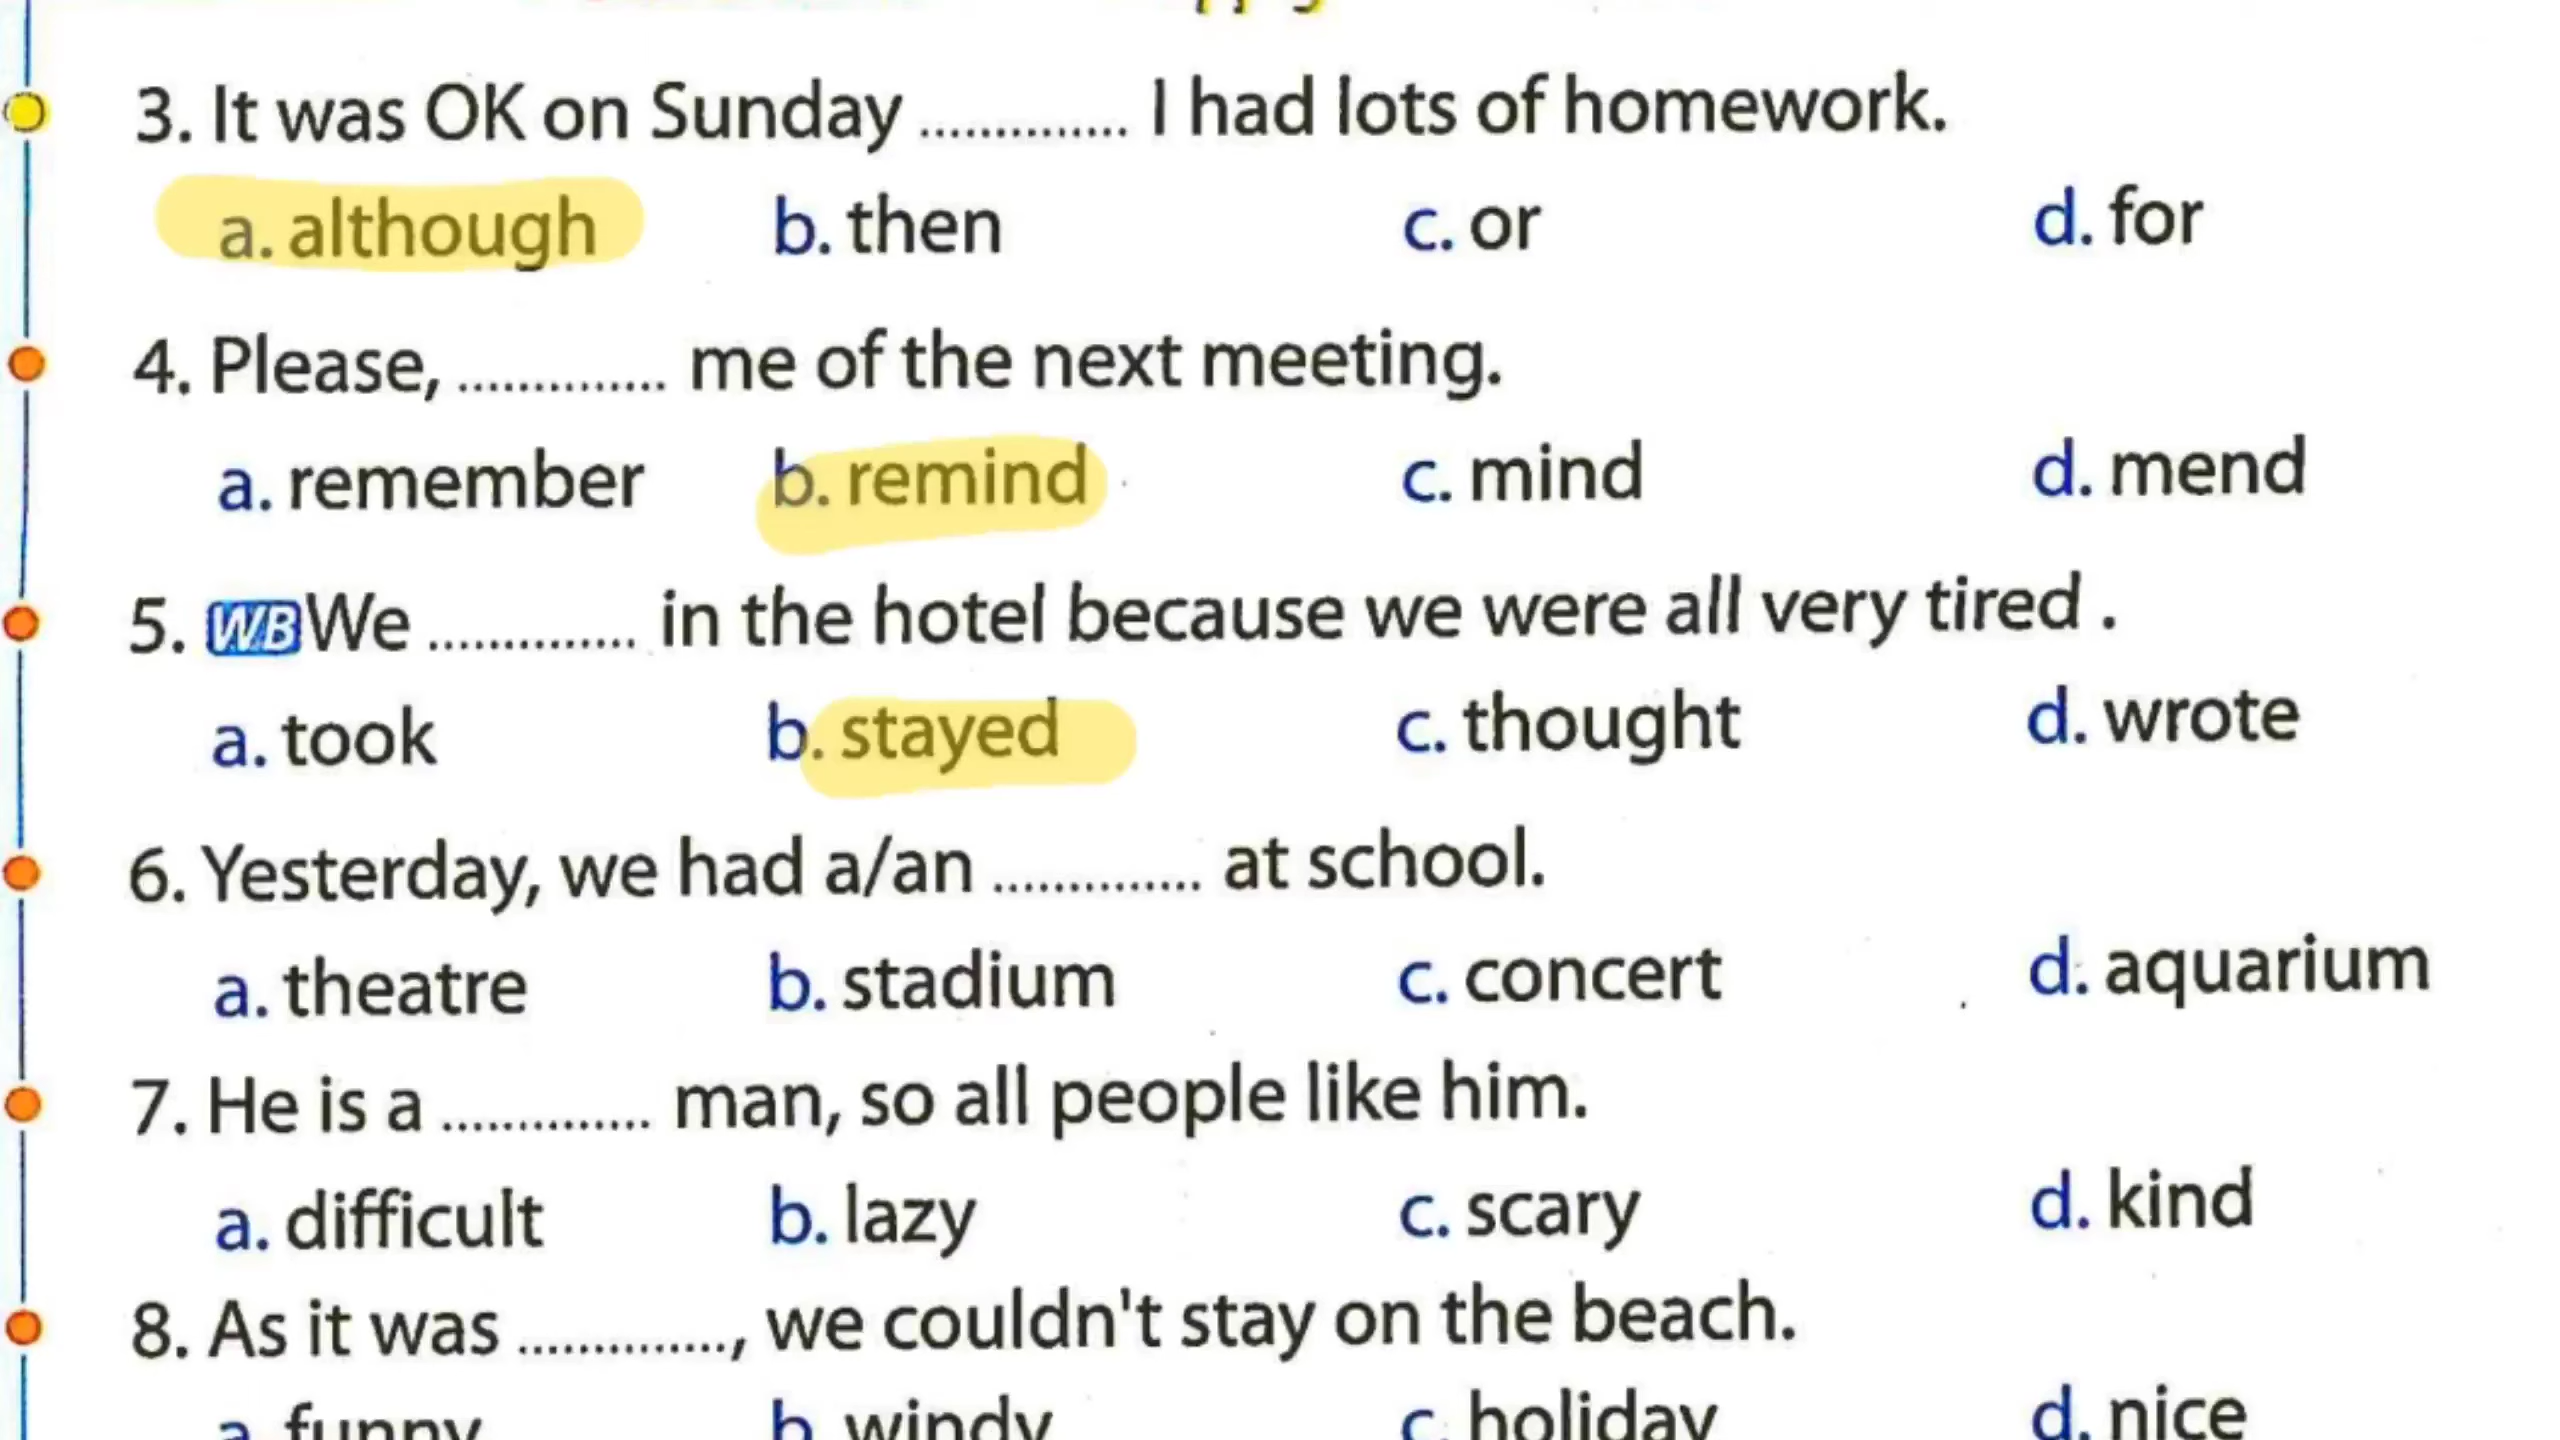 3. It was OK on Sunday .............. I had lots of homework.
a. although b. then c. or d. for
4. Please, .............. me of the next meeting.
a. remember b. remind c. mind d. mend
5. WB We .............. in the hotel because we were all very tired .
a. took b. stayed c. thought d. wrote
6. Yesterday, we had a/an .............. at school.
a. theatre b. stadium c. concert d. aquarium
7. He is a .............. man, so all people like him.
a. difficult b. lazy c. scary d. kind
8. As it was .............., we couldn't stay on the beach.
a. funny b. windy c. holiday d. nice